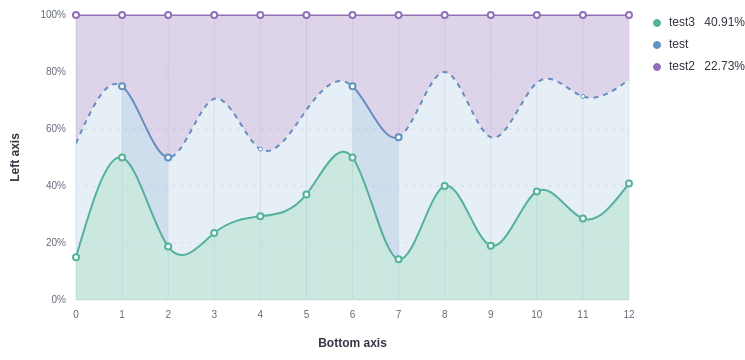 100%
80%
60%
40%
20%
0%
Left axis
0 1 2 3 4 5 6 7 8 9 10 11 12
Bottom axis
test3 40.91%
test
test2 22.73%